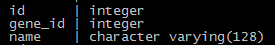 id | integer
gene_id | integer
name | character varying(128)